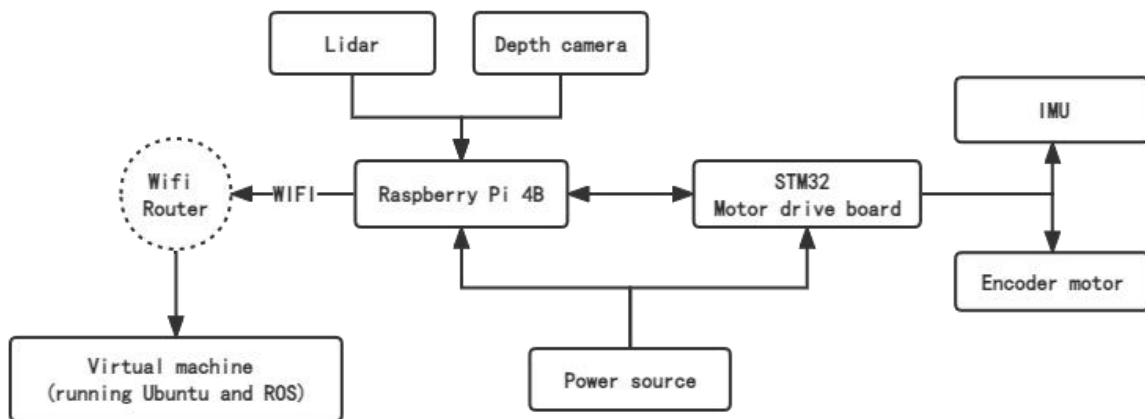 Lidar
Depth camera
IMU
Wifi
Router
WIFI
Raspberry Pi 4B
STM32
Motor drive board
Encoder motor
Virtual machine
(running Ubuntu and ROS)
Power source